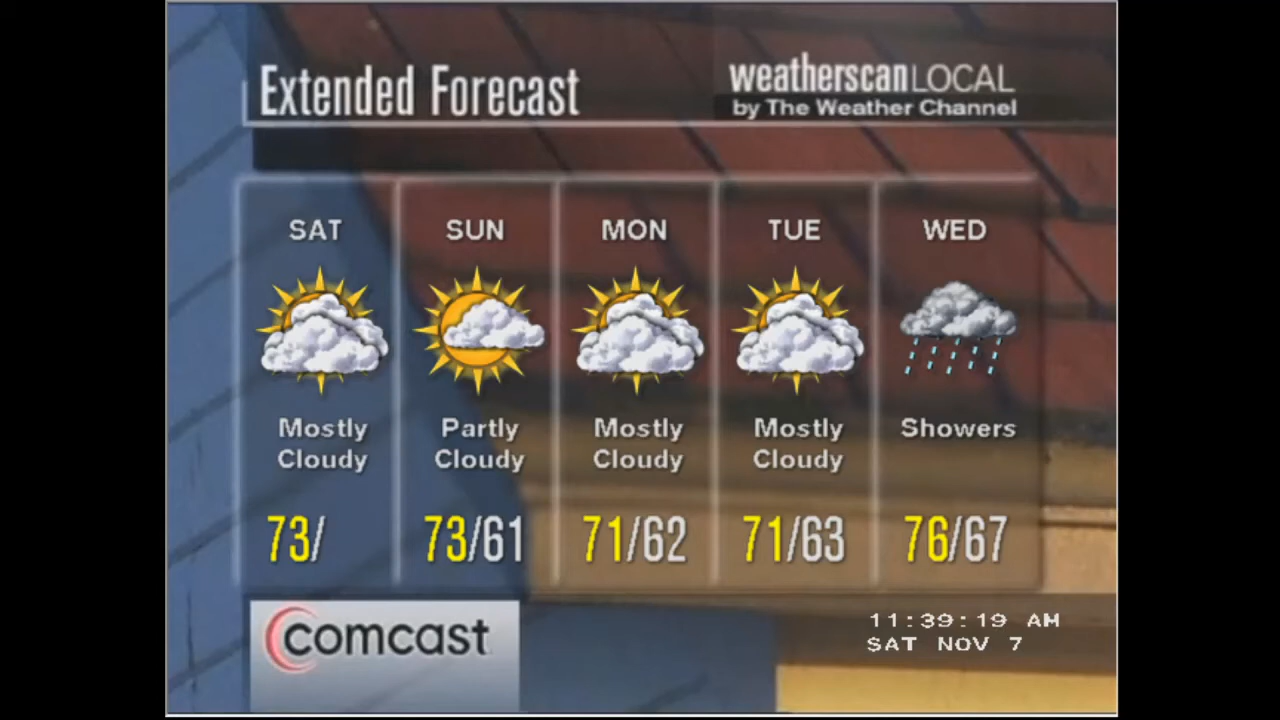 Extended Forecast
weatherscanLOCAL
by The Weather Channel
SAT SUN MON TUE WED
Mostly Partly Mostly Mostly Showers
Cloudy Cloudy Cloudy Cloudy
73/ 73/61 71/62 71/63 76/67
comcast
11:39:19 AM
SAT NOV 7